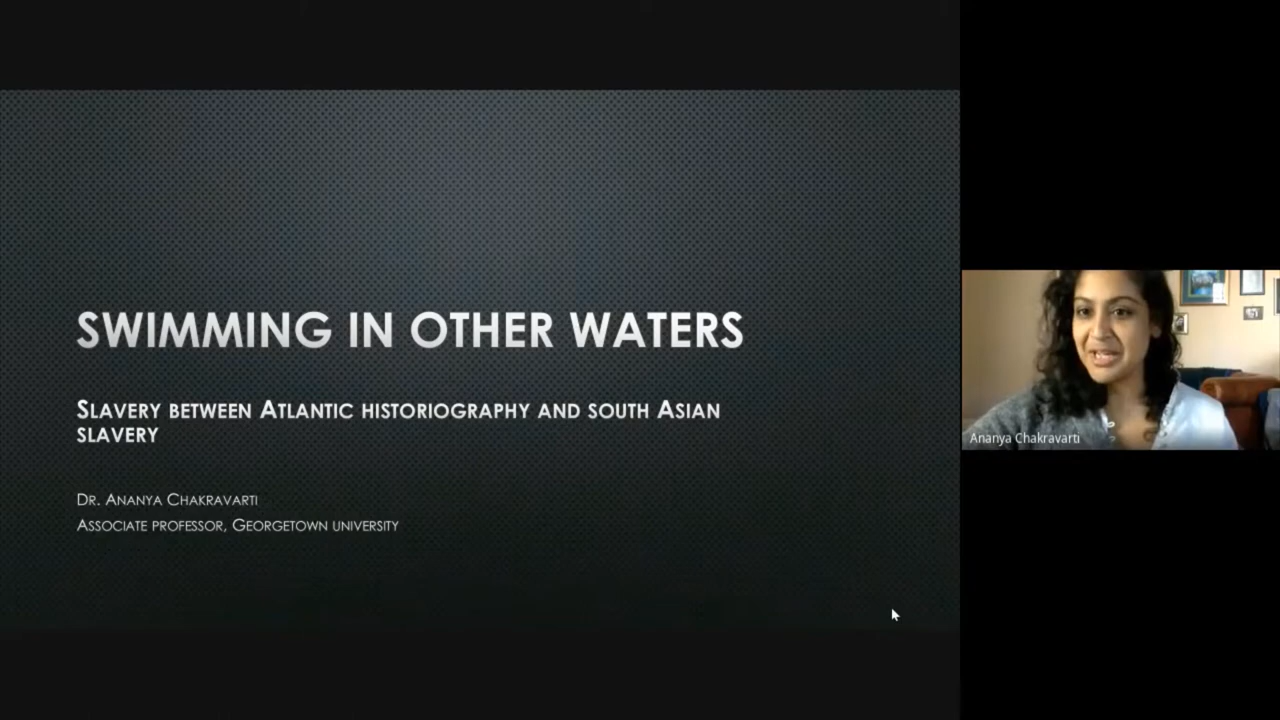 SWIMMING IN OTHER WATERS
SLAVERY BETWEEN ATLANTIC HISTORIOGRAPHY AND SOUTH ASIAN
SLAVERY
DR. ANANYA CHAKRAVARTI
ASSOCIATE PROFESSOR, GEORGETOWN UNIVERSITY
Ananya Chakravarti